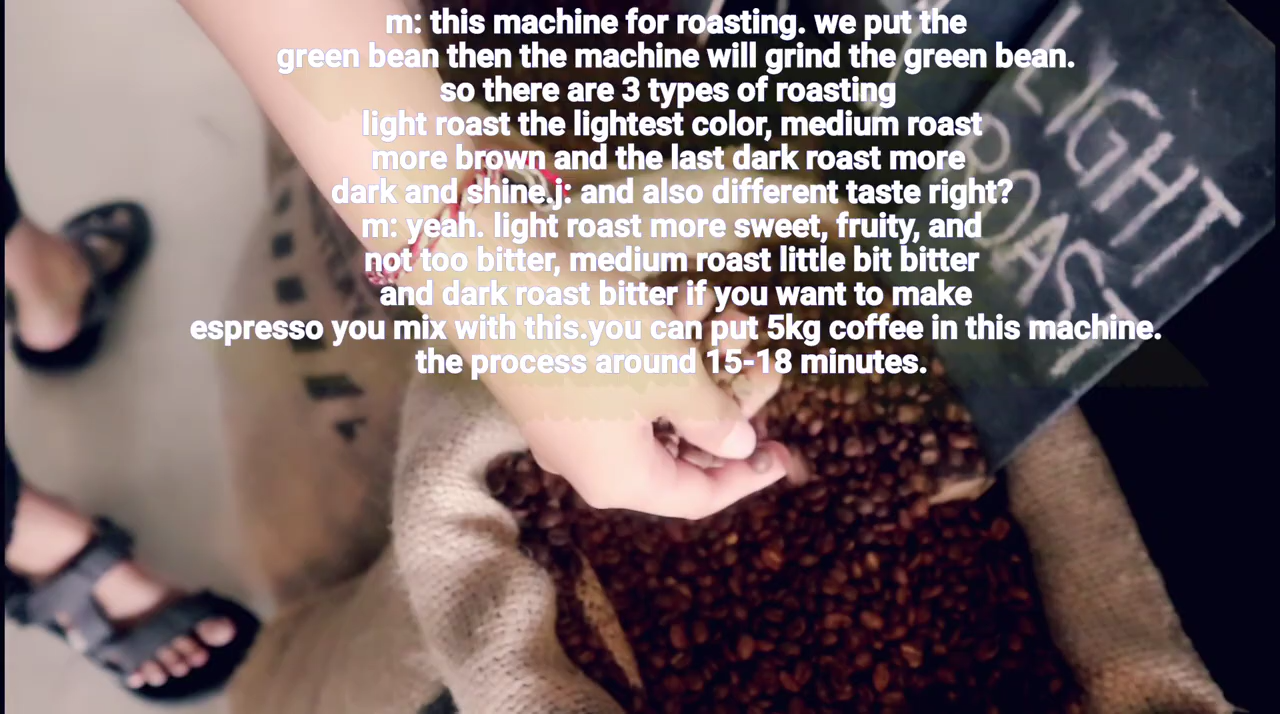 m: this machine for roasting. we put the
green bean then the machine will grind the green bean.
so there are 3 types of roasting
light roast the lightest color, medium roast
more brown and the last dark roast more
dark and shine.j: and also different taste right?
m: yeah. light roast more sweet, fruity, and
not too bitter, medium roast little bit bitter
and dark roast bitter if you want to make
espresso you mix with this.you can put 5kg coffee in this machine.
the process around 15-18 minutes.
LIGHT
ROAST